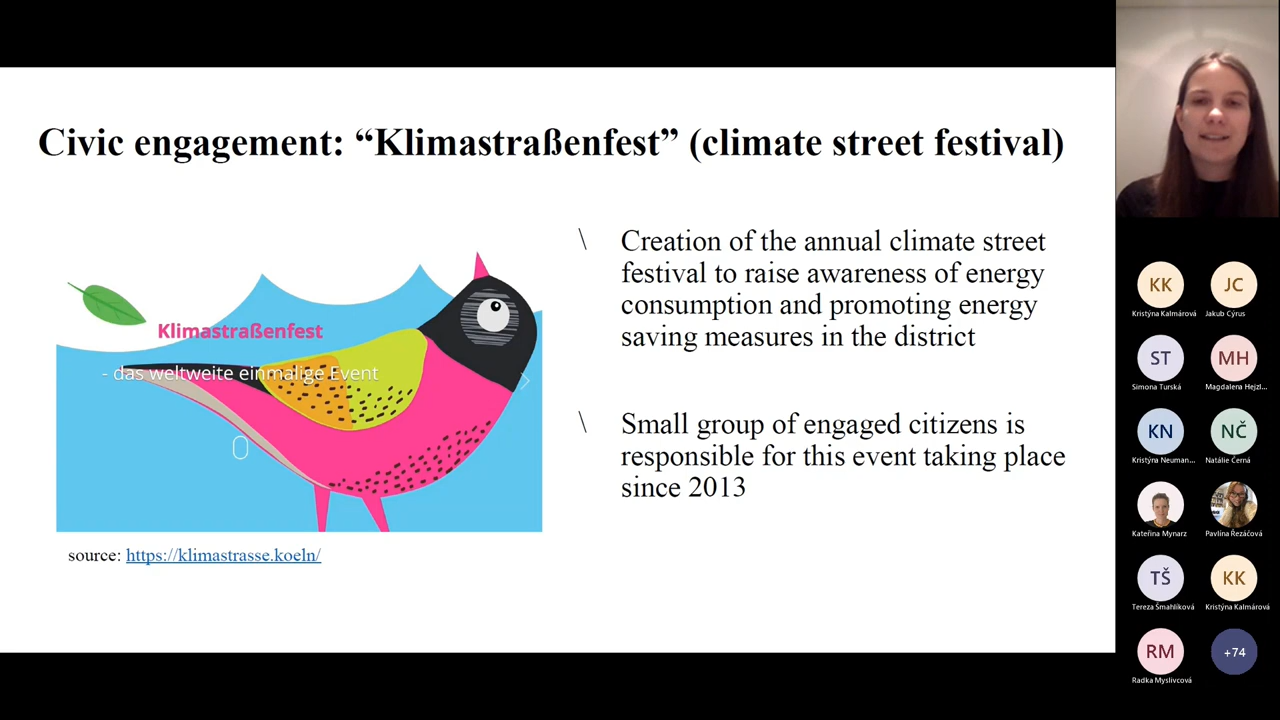 Civic engagement: “Klimastraßenfest” (climate street festival)
Klimastraßenfest
- das weltweite einmalige Event
source: https://klimastrasse.koeln/
\ Creation of the annual climate street
festival to raise awareness of energy
consumption and promoting energy
saving measures in the district
\ Small group of engaged citizens is
responsible for this event taking place
since 2013
KK
Kristýna Kalmárová
JC
Jakub Cýrus
ST
Simona Turská
MH
Magdalena Hejzl...
KN
Kristýna Neuman...
NČ
Natálie Černá
Kateřina Mynarz
Pavlína Řezáčová
TŠ
Tereza Šmahlíková
KK
Kristýna Kalmárová
RM
Radka Myslivcová
+74